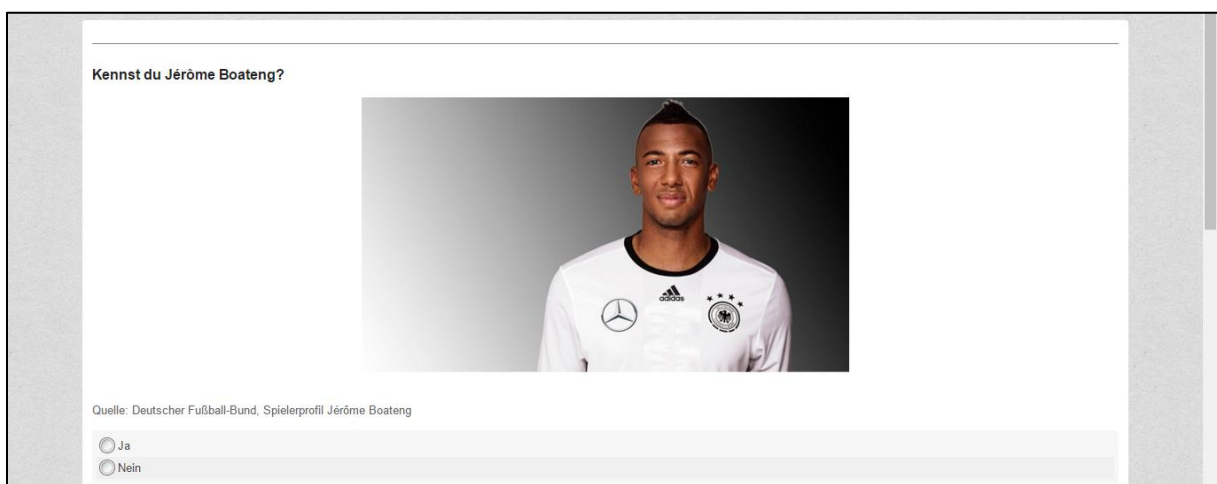 Kennst du Jérôme Boateng?
adidas
Quelle: Deutscher Fußball-Bund, Spielerprofil Jérôme Boateng
Ja
Nein